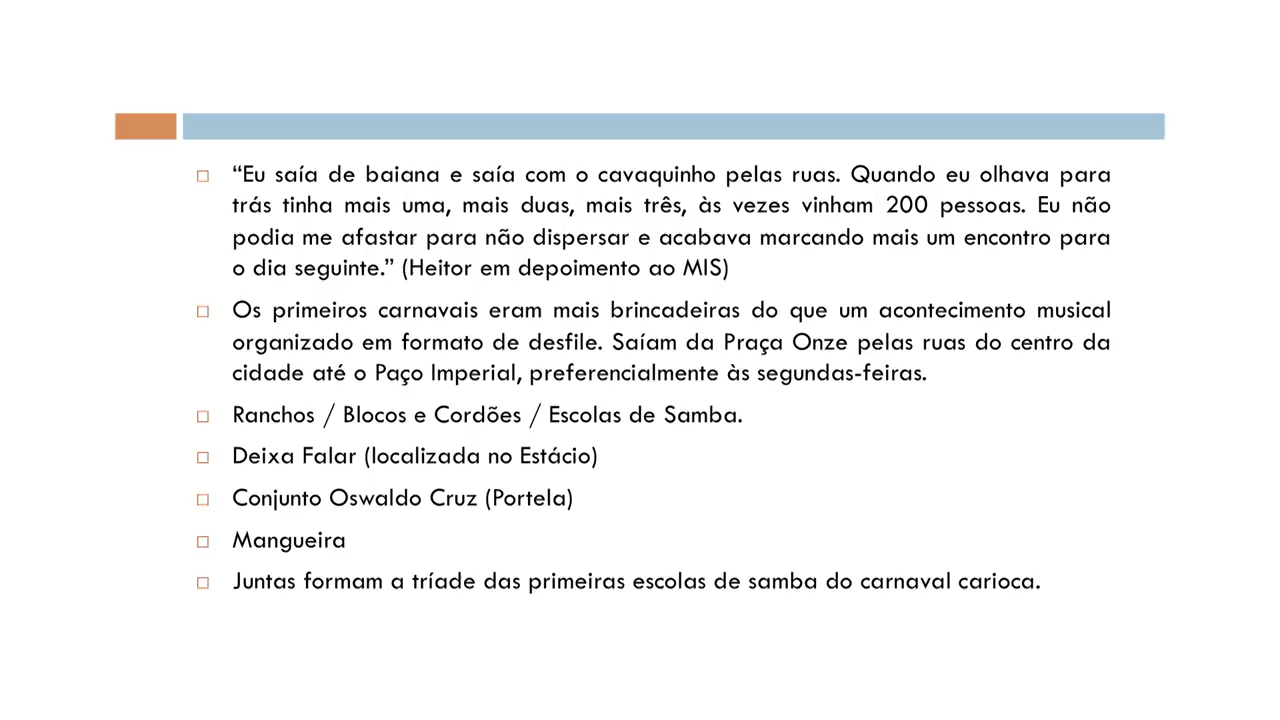 “Eu saía de baiana e saía com o cavaquinho pelas ruas. Quando eu olhava para
trás tinha mais uma, mais duas, mais três, às vezes vinham 200 pessoas. Eu não
podia me afastar para não dispersar e acabava marcando mais um encontro para
o dia seguinte.” (Heitor em depoimento ao MIS)
Os primeiros carnavais eram mais brincadeiras do que um acontecimento musical
organizado em formato de desfile. Saíam da Praça Onze pelas ruas do centro da
cidade até o Paço Imperial, preferencialmente às segundas-feiras.
Ranchos / Blocos e Cordões / Escolas de Samba.
Deixa Falar (localizada no Estácio)
Conjunto Oswaldo Cruz (Portela)
Mangueira
Juntas formam a tríade das primeiras escolas de samba do carnaval carioca.